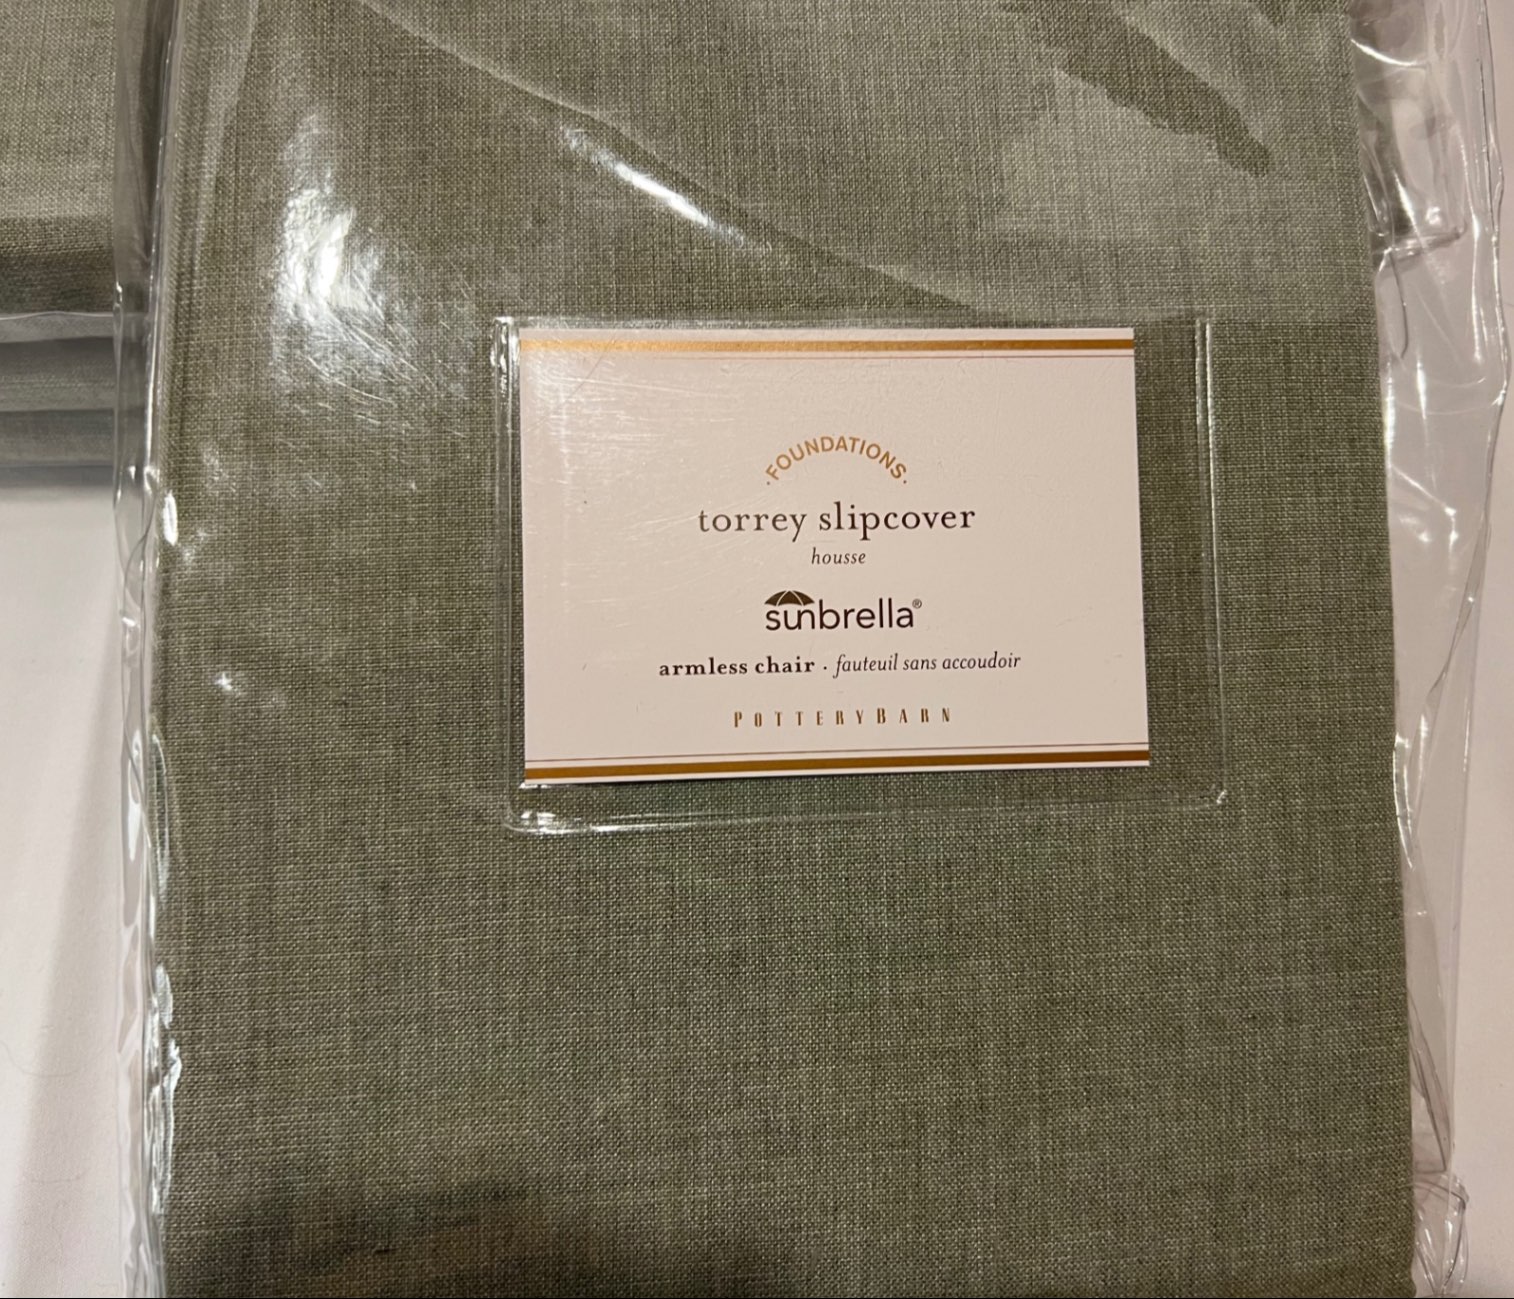 ·FOUNDATIONS·
torrey slipcover
housse
sunbrella®
armless chair · fauteuil sans accoudoir
POTTERYBARN